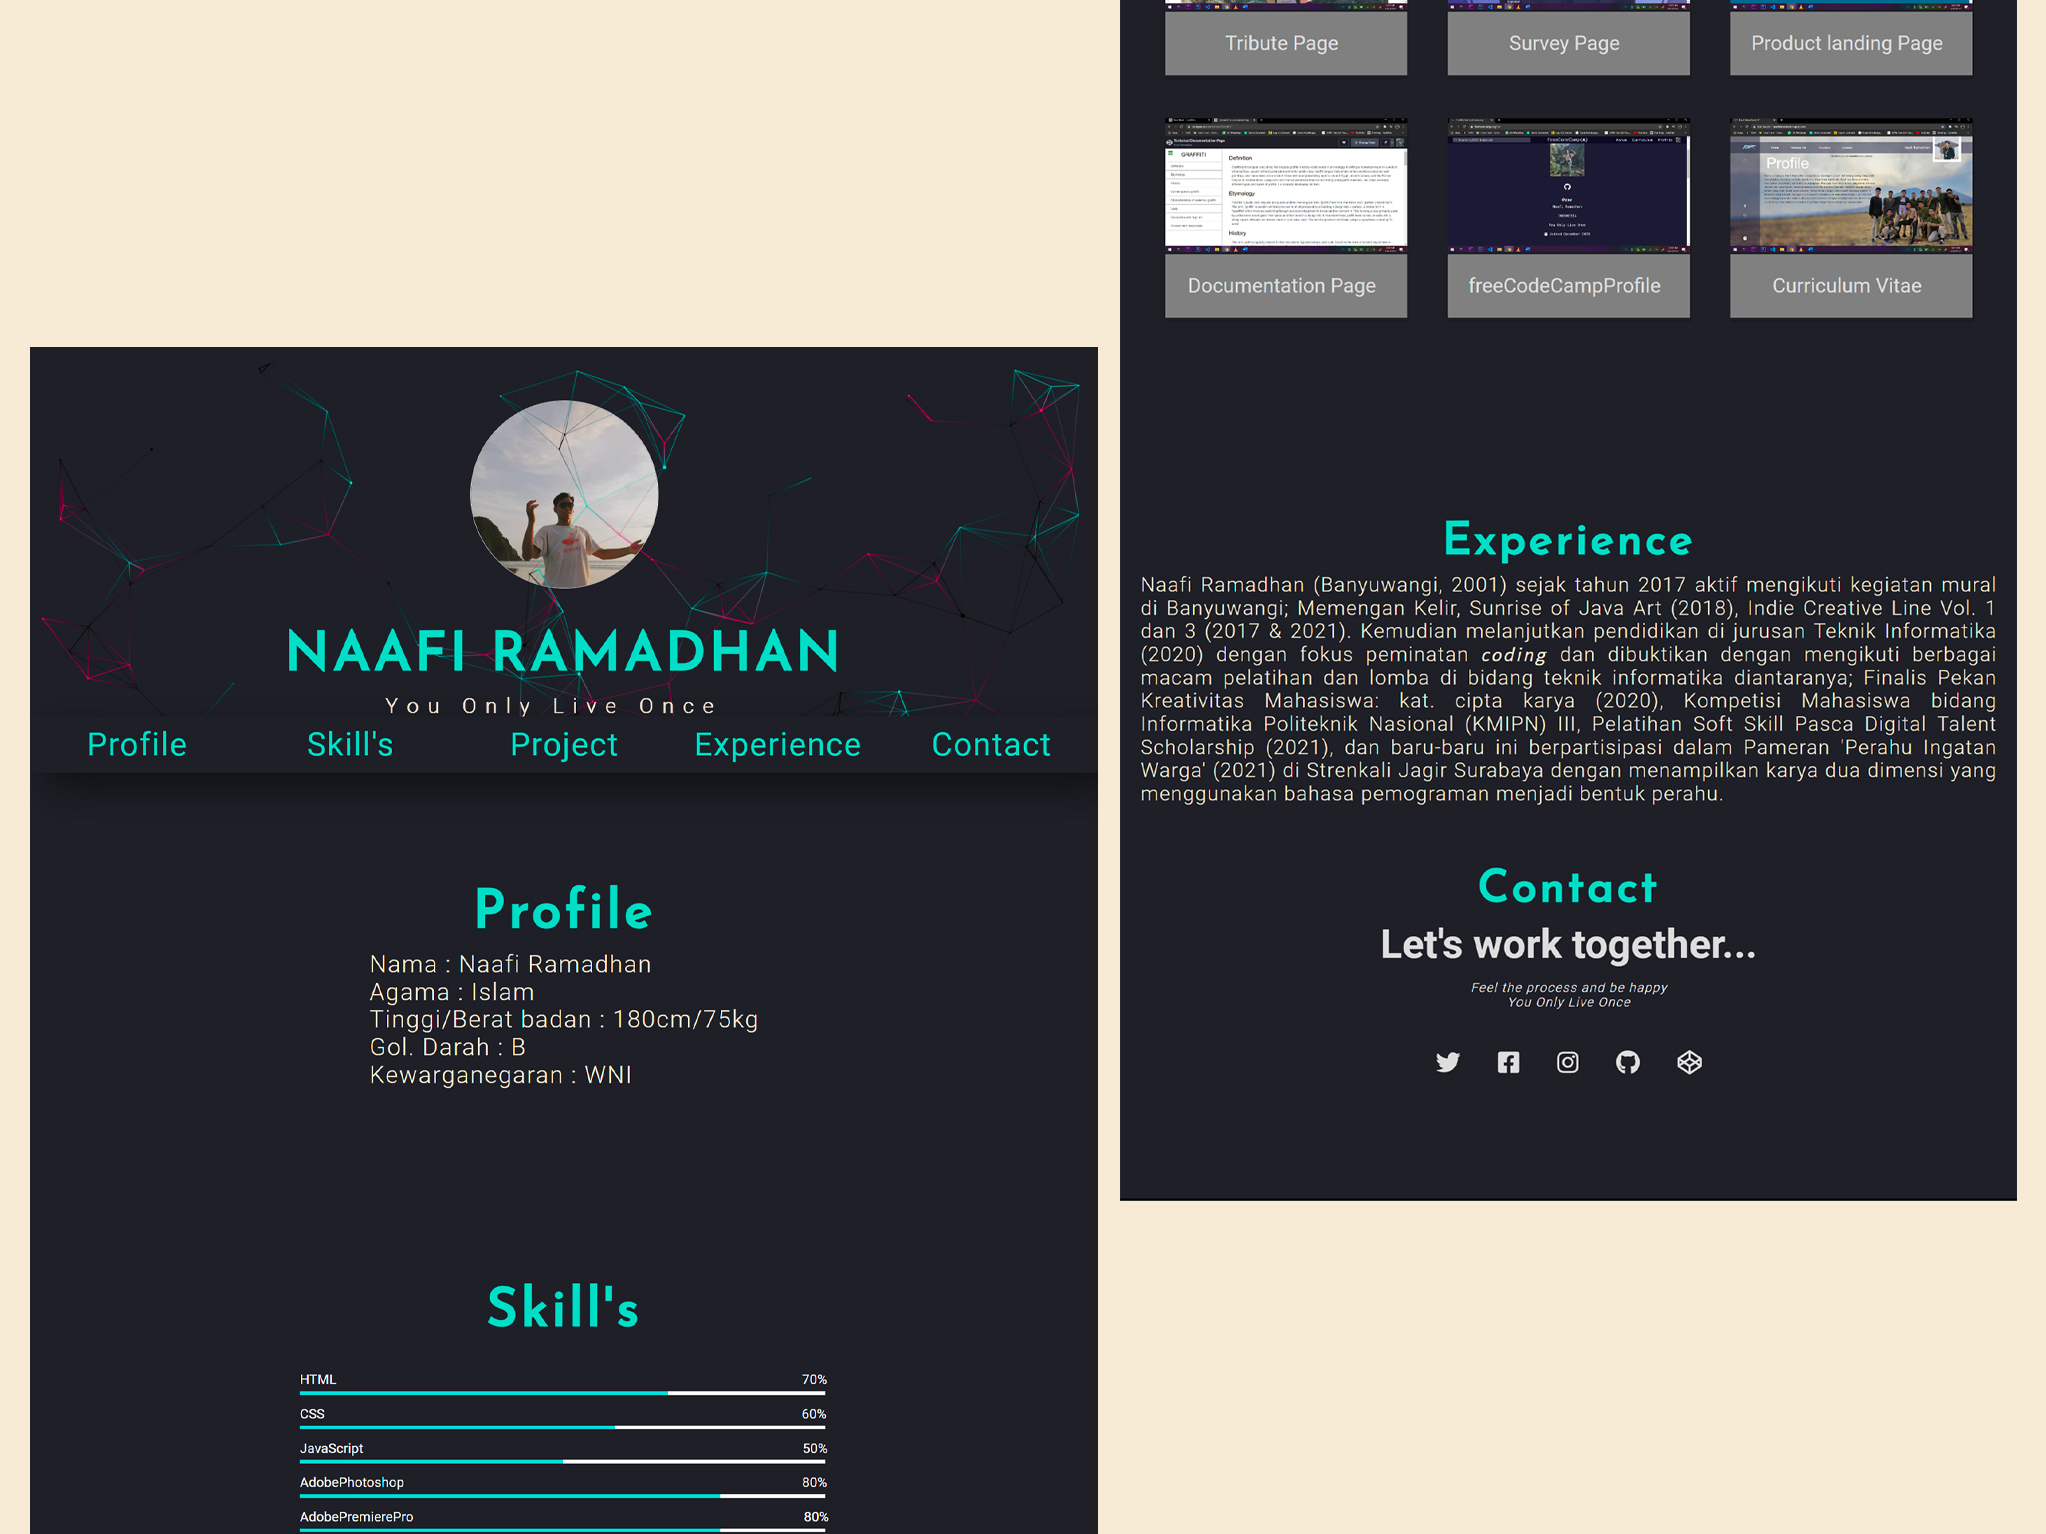 NAAFI RAMADHAN
You Only Live Once
Profile Skill's Project Experience Contact
Profile
Nama : Naafi Ramadhan
Agama : Islam
Tinggi/Berat badan : 180cm/75kg
Gol. Darah : B
Kewarganegaran : WNI
Skill's
HTML 70%
CSS 60%
JavaScript 50%
AdobePhotoshop 80%
AdobePremierePro 80%
Tribute Page
Survey Page
Product landing Page
GRAFFITI
Definition
Etymology
History
Documentation Page
freeCodeCampProfile
Profile
Curriculum Vitae
Experience
Naafi Ramadhan (Banyuwangi, 2001) sejak tahun 2017 aktif mengikuti kegiatan mural
di Banyuwangi; Memengan Kelir, Sunrise of Java Art (2018), Indie Creative Line Vol. 1
dan 3 (2017 & 2021). Kemudian melanjutkan pendidikan di jurusan Teknik Informatika
(2020) dengan fokus peminatan coding dan dibuktikan dengan mengikuti berbagai
macam pelatihan dan lomba di bidang teknik informatika diantaranya; Finalis Pekan
Kreativitas Mahasiswa: kat. cipta karya (2020), Kompetisi Mahasiswa bidang
Informatika Politeknik Nasional (KMIPN) III, Pelatihan Soft Skill Pasca Digital Talent
Scholarship (2021), dan baru-baru ini berpartisipasi dalam Pameran 'Perahu Ingatan
Warga' (2021) di Strenkali Jagir Surabaya dengan menampilkan karya dua dimensi yang
menggunakan bahasa pemograman menjadi bentuk perahu.
Contact
Let's work together...
Feel the process and be happy
You Only Live Once